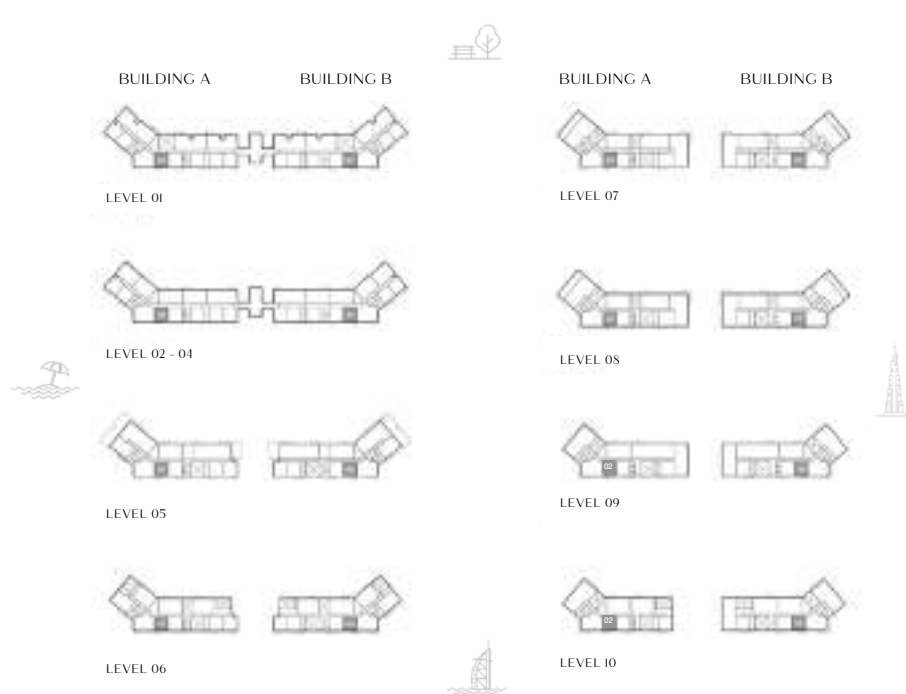 BUILDING A
BUILDING B
BUILDING A
BUILDING B
LEVEL 01
LEVEL 07
LEVEL 02 - 04
LEVEL 08
02
LEVEL 09
LEVEL 05
02
LEVEL 10
LEVEL 06